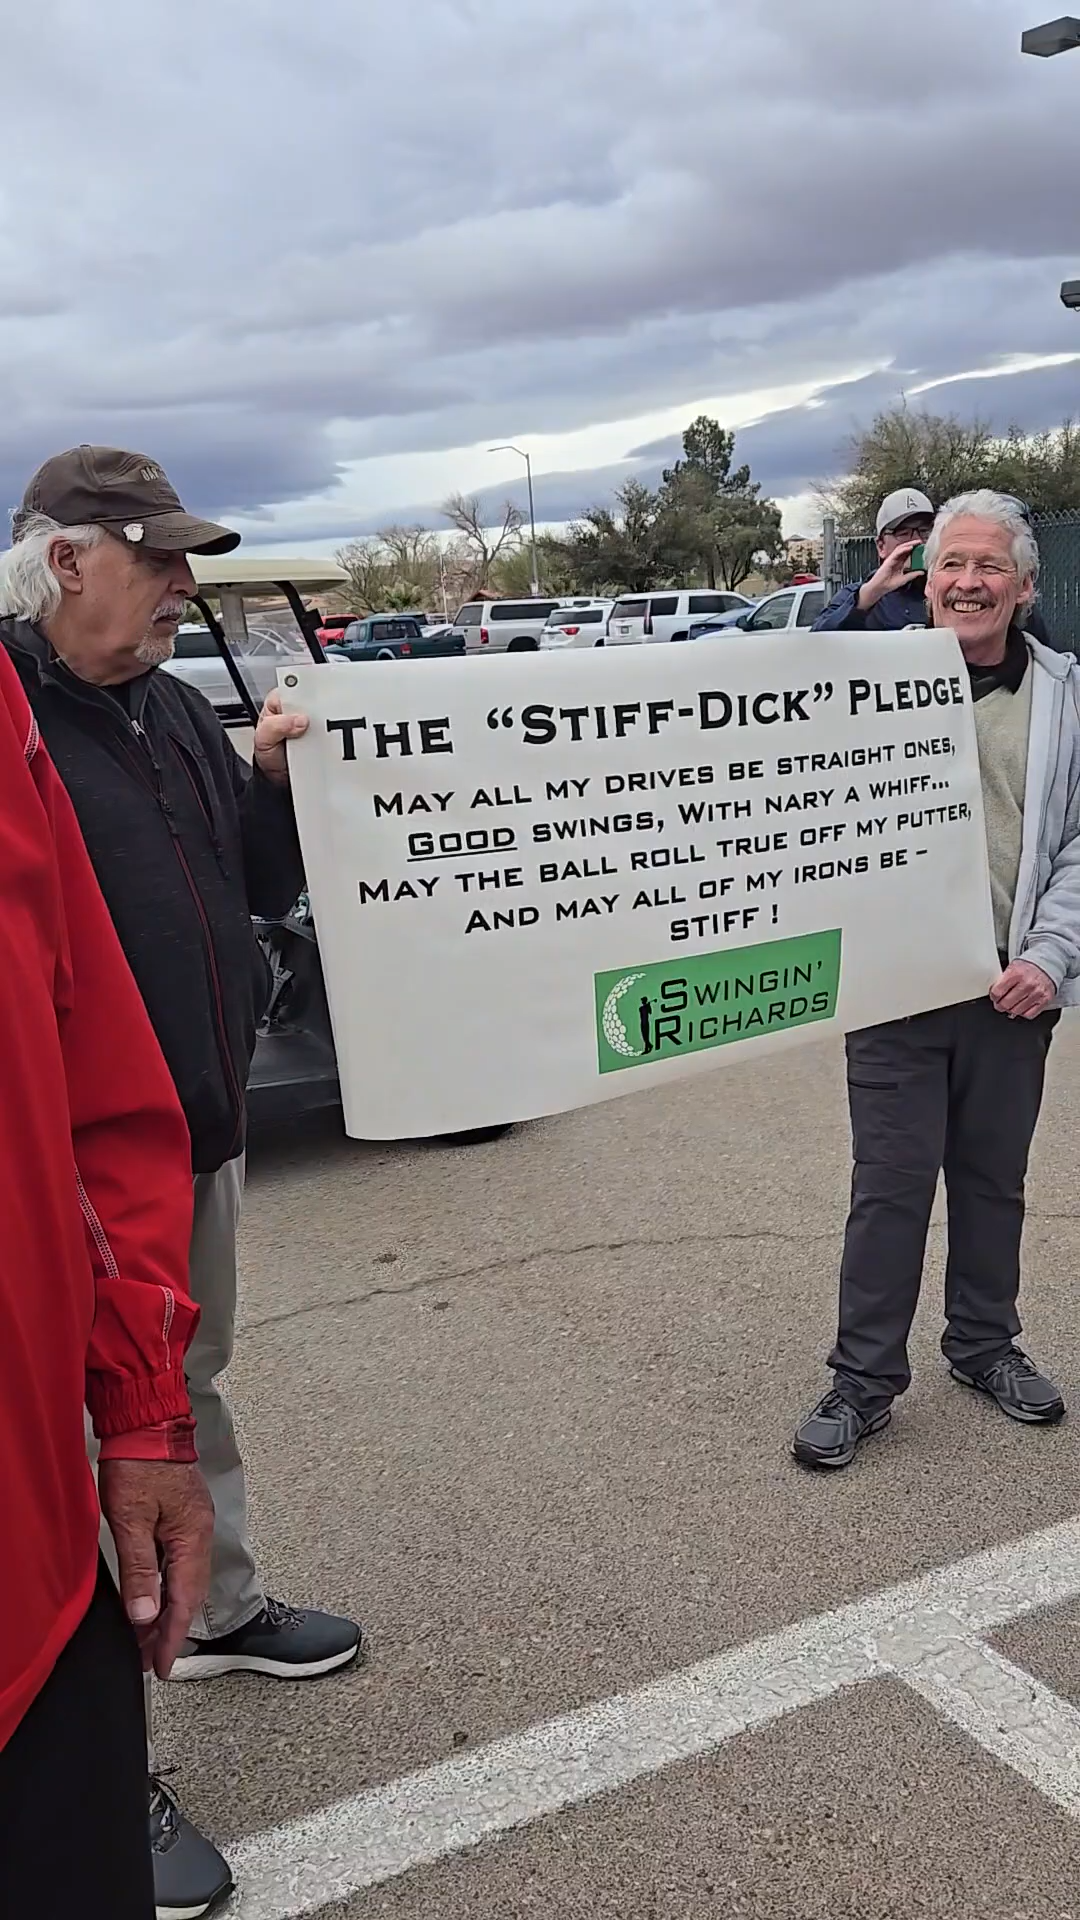 THE "STIFF-DICK" PLEDGE
MAY ALL MY DRIVES BE STRAIGHT ONES,
GOOD SWINGS, WITH NARY A WHIFF...
MAY THE BALL ROLL TRUE OFF MY PUTTER,
AND MAY ALL OF MY IRONS BE –
STIFF !
SWINGIN'
RICHARDS
A